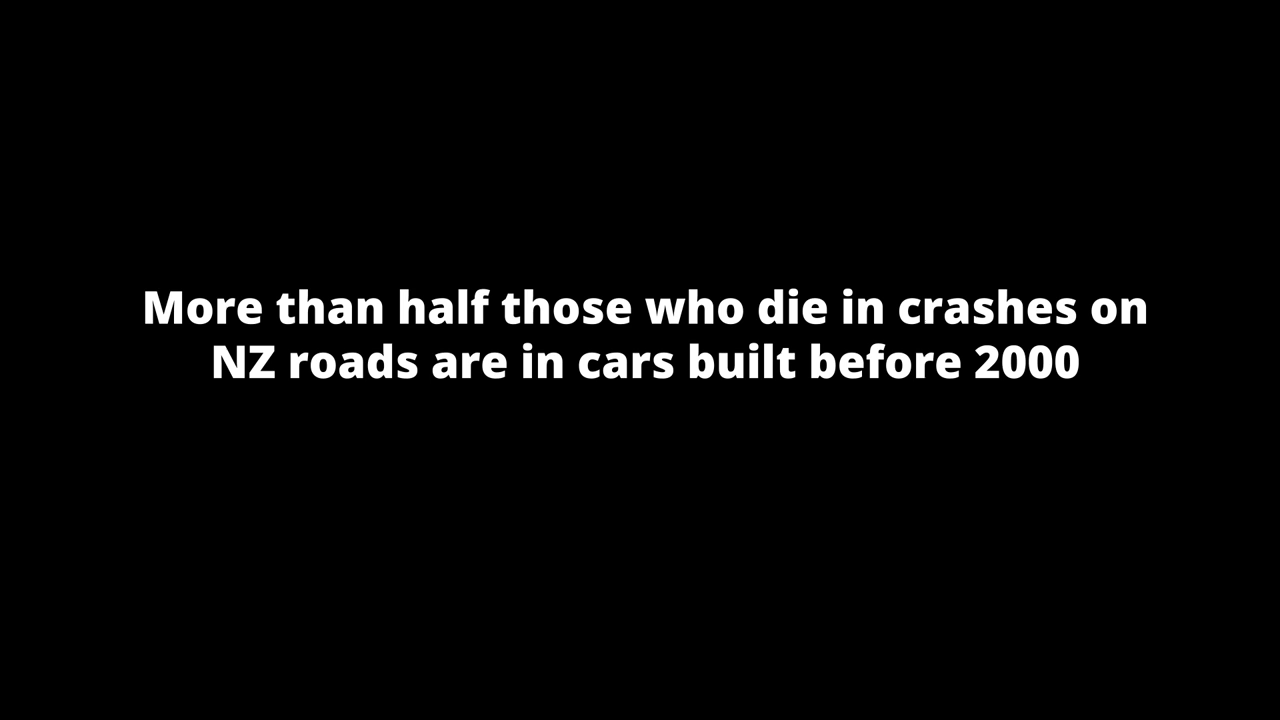 More than half those who die in crashes on
NZ roads are in cars built before 2000